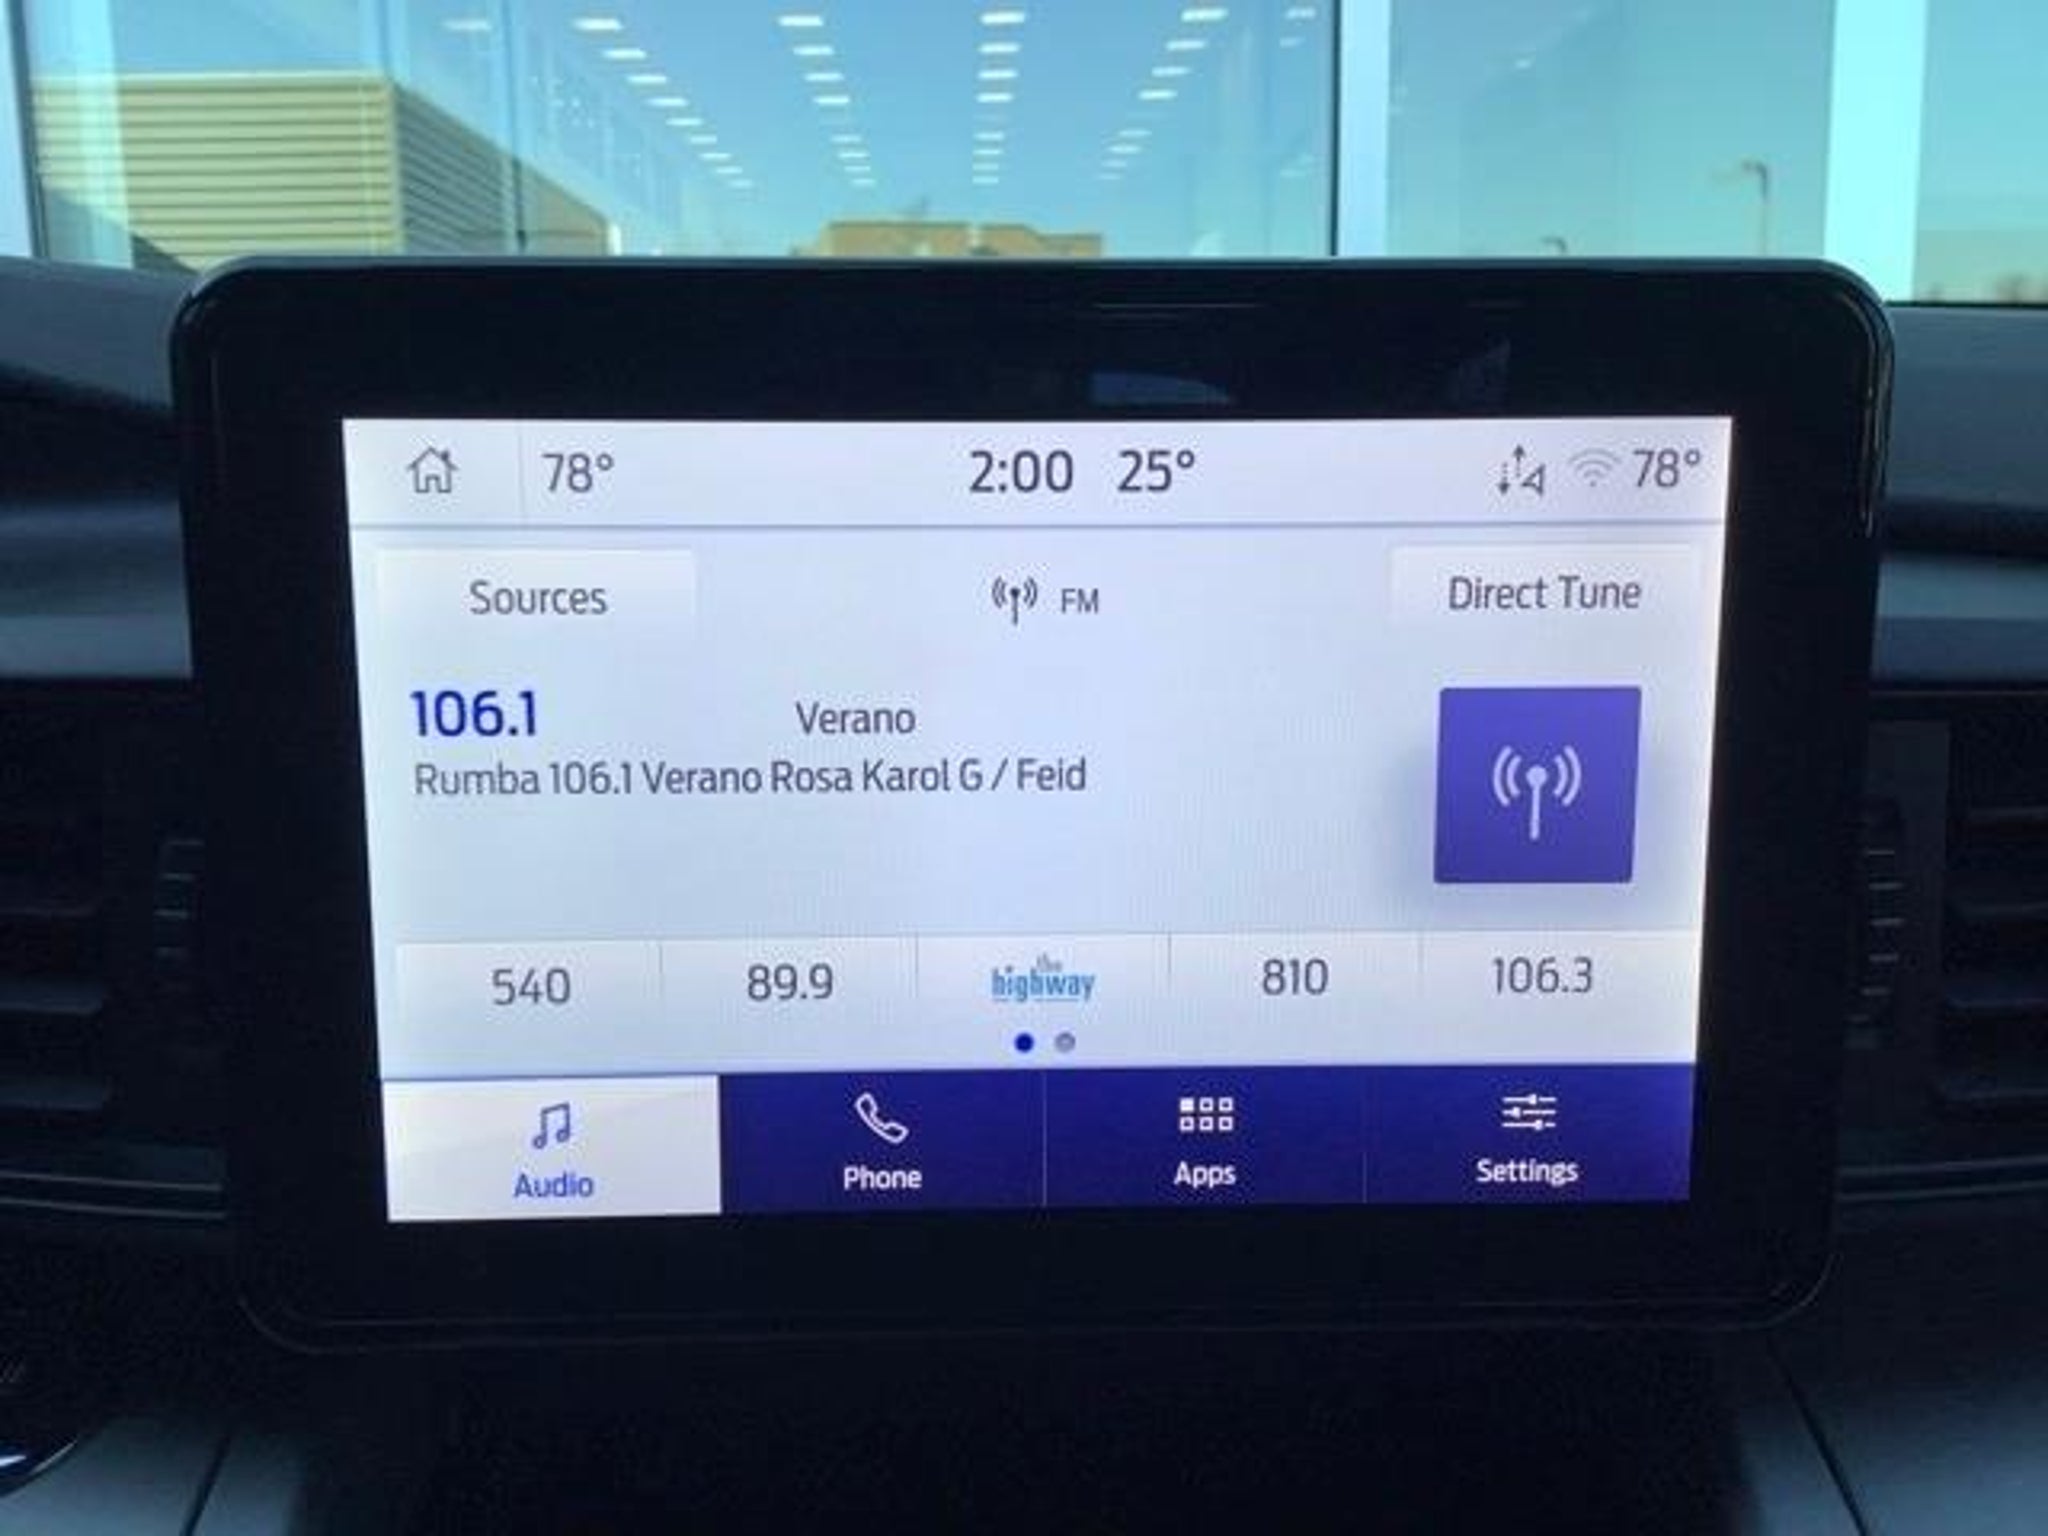 78° 2:00 25° 78°
Sources FM Direct Tune
106.1 Verano
Rumba 106.1 Verano Rosa Karol G / Feid
540 89.9 the highway 810 106.3
Audio Phone Apps Settings